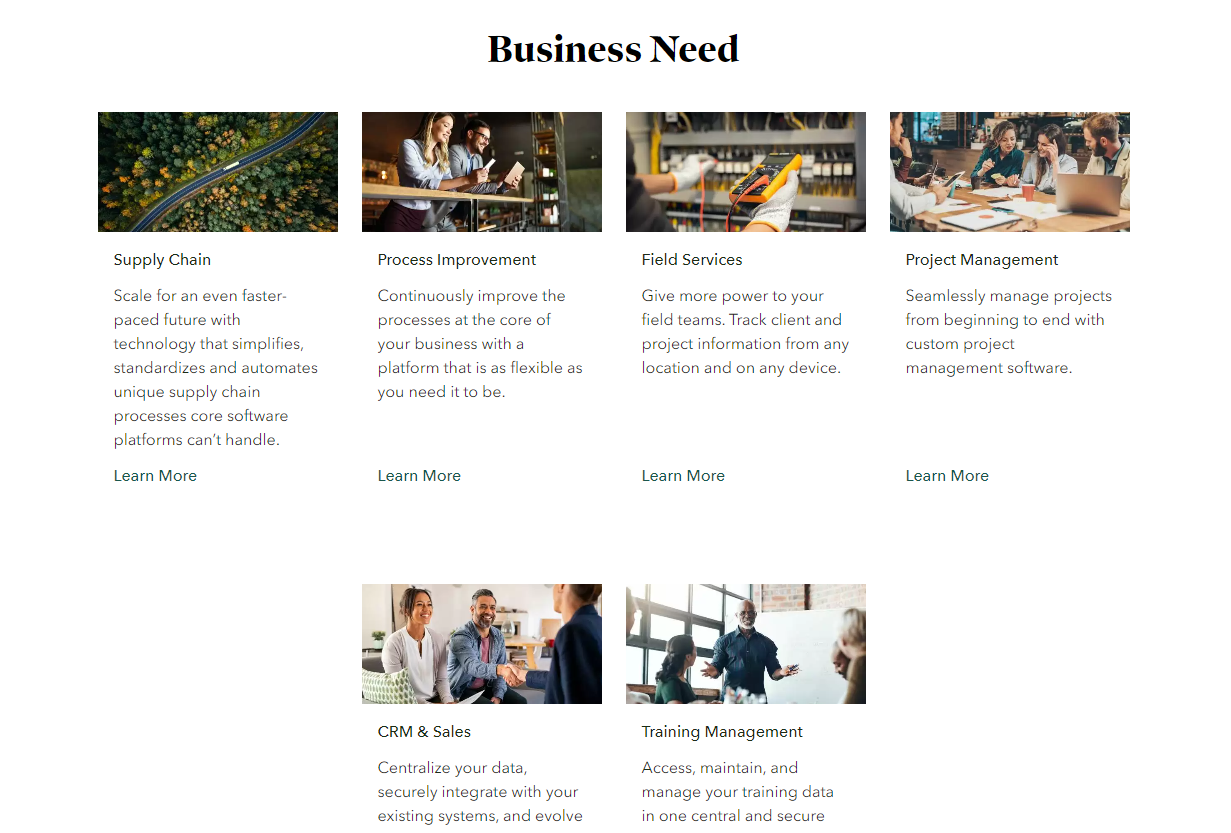 Business Need
Supply Chain
Scale for an even faster-
paced future with
technology that simplifies,
standardizes and automates
unique supply chain
processes core software
platforms can’t handle.
Learn More
Process Improvement
Continuously improve the
processes at the core of
your business with a
platform that is as flexible as
you need it to be.
Learn More
Field Services
Give more power to your
field teams. Track client and
project information from any
location and on any device.
Learn More
Project Management
Seamlessly manage projects
from beginning to end with
custom project
management software.
Learn More
CRM & Sales
Centralize your data,
securely integrate with your
existing systems, and evolve
Training Management
Access, maintain, and
manage your training data
in one central and secure